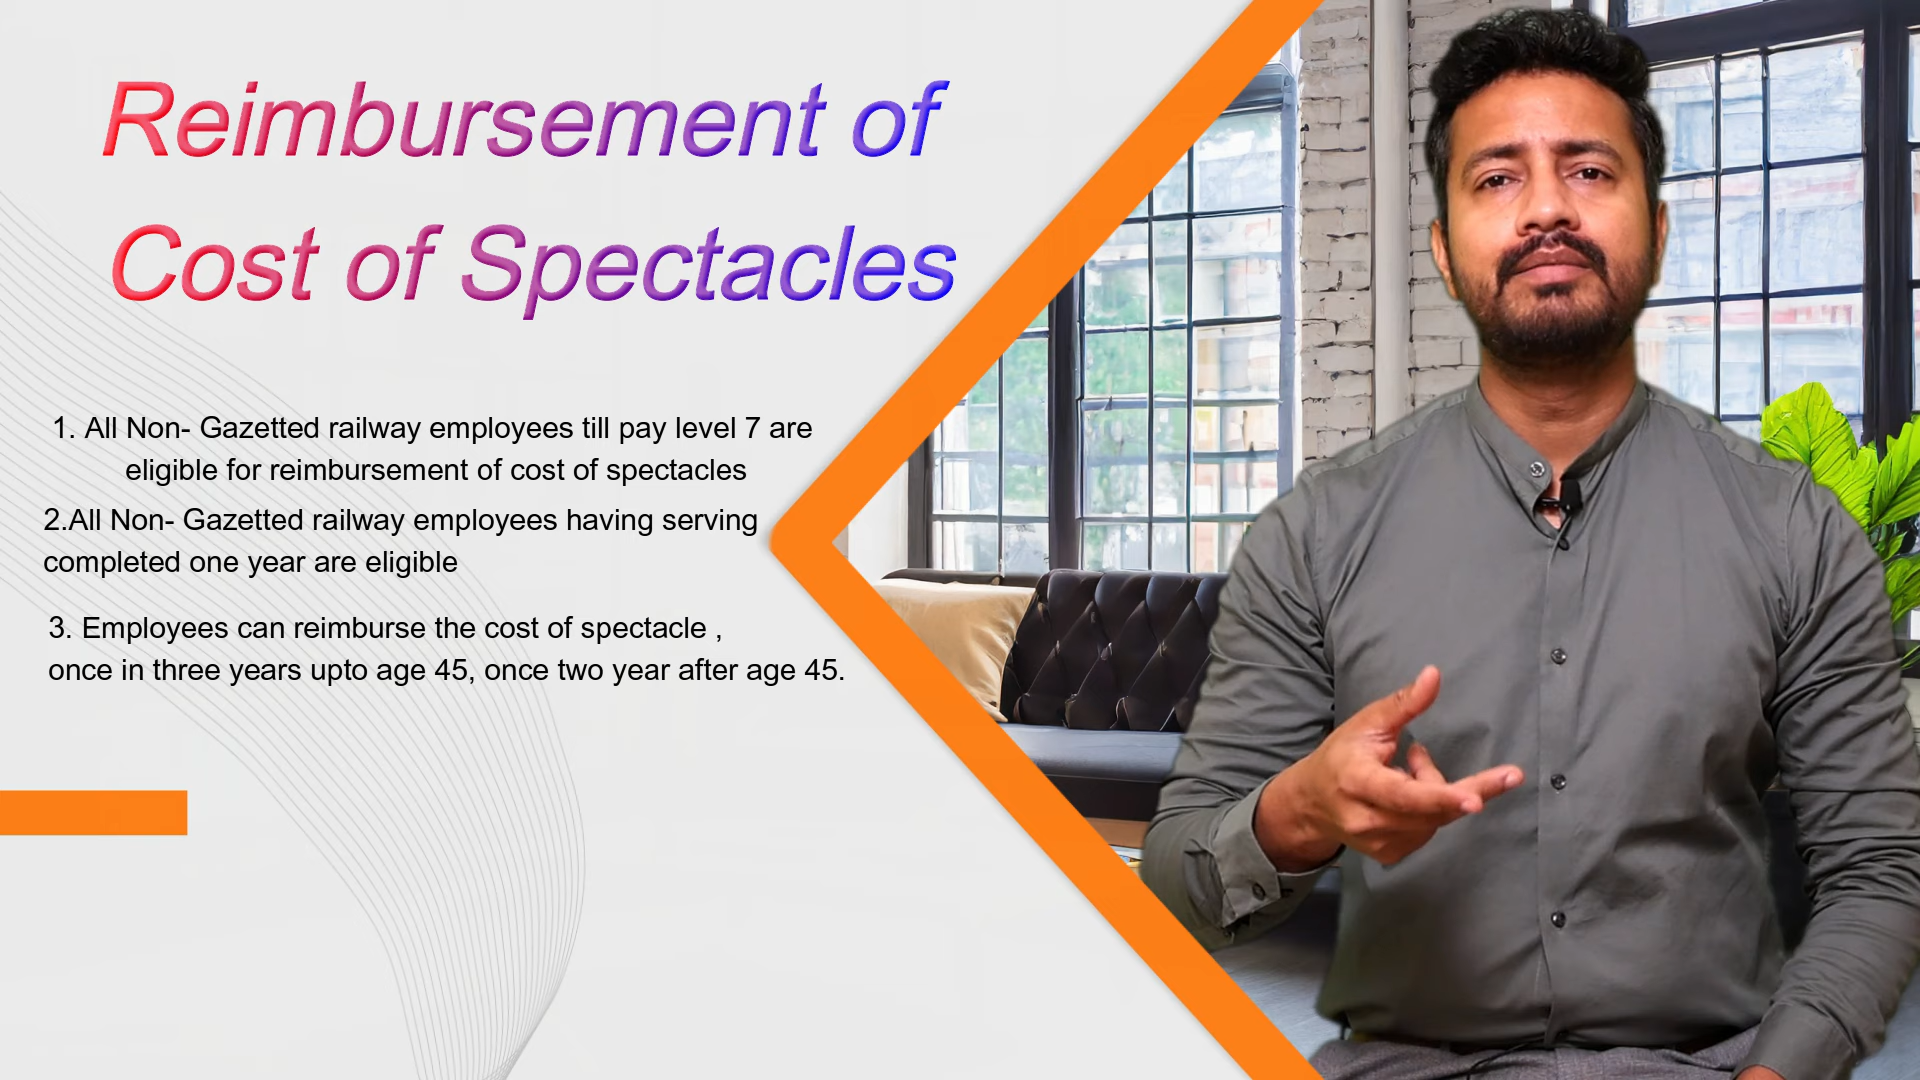 Reimbursement of
Cost of Spectacles
1. All Non- Gazetted railway employees till pay level 7 are
eligible for reimbursement of cost of spectacles
2.All Non- Gazetted railway employees having serving
completed one year are eligible
3. Employees can reimburse the cost of spectacle ,
once in three years upto age 45, once two year after age 45.